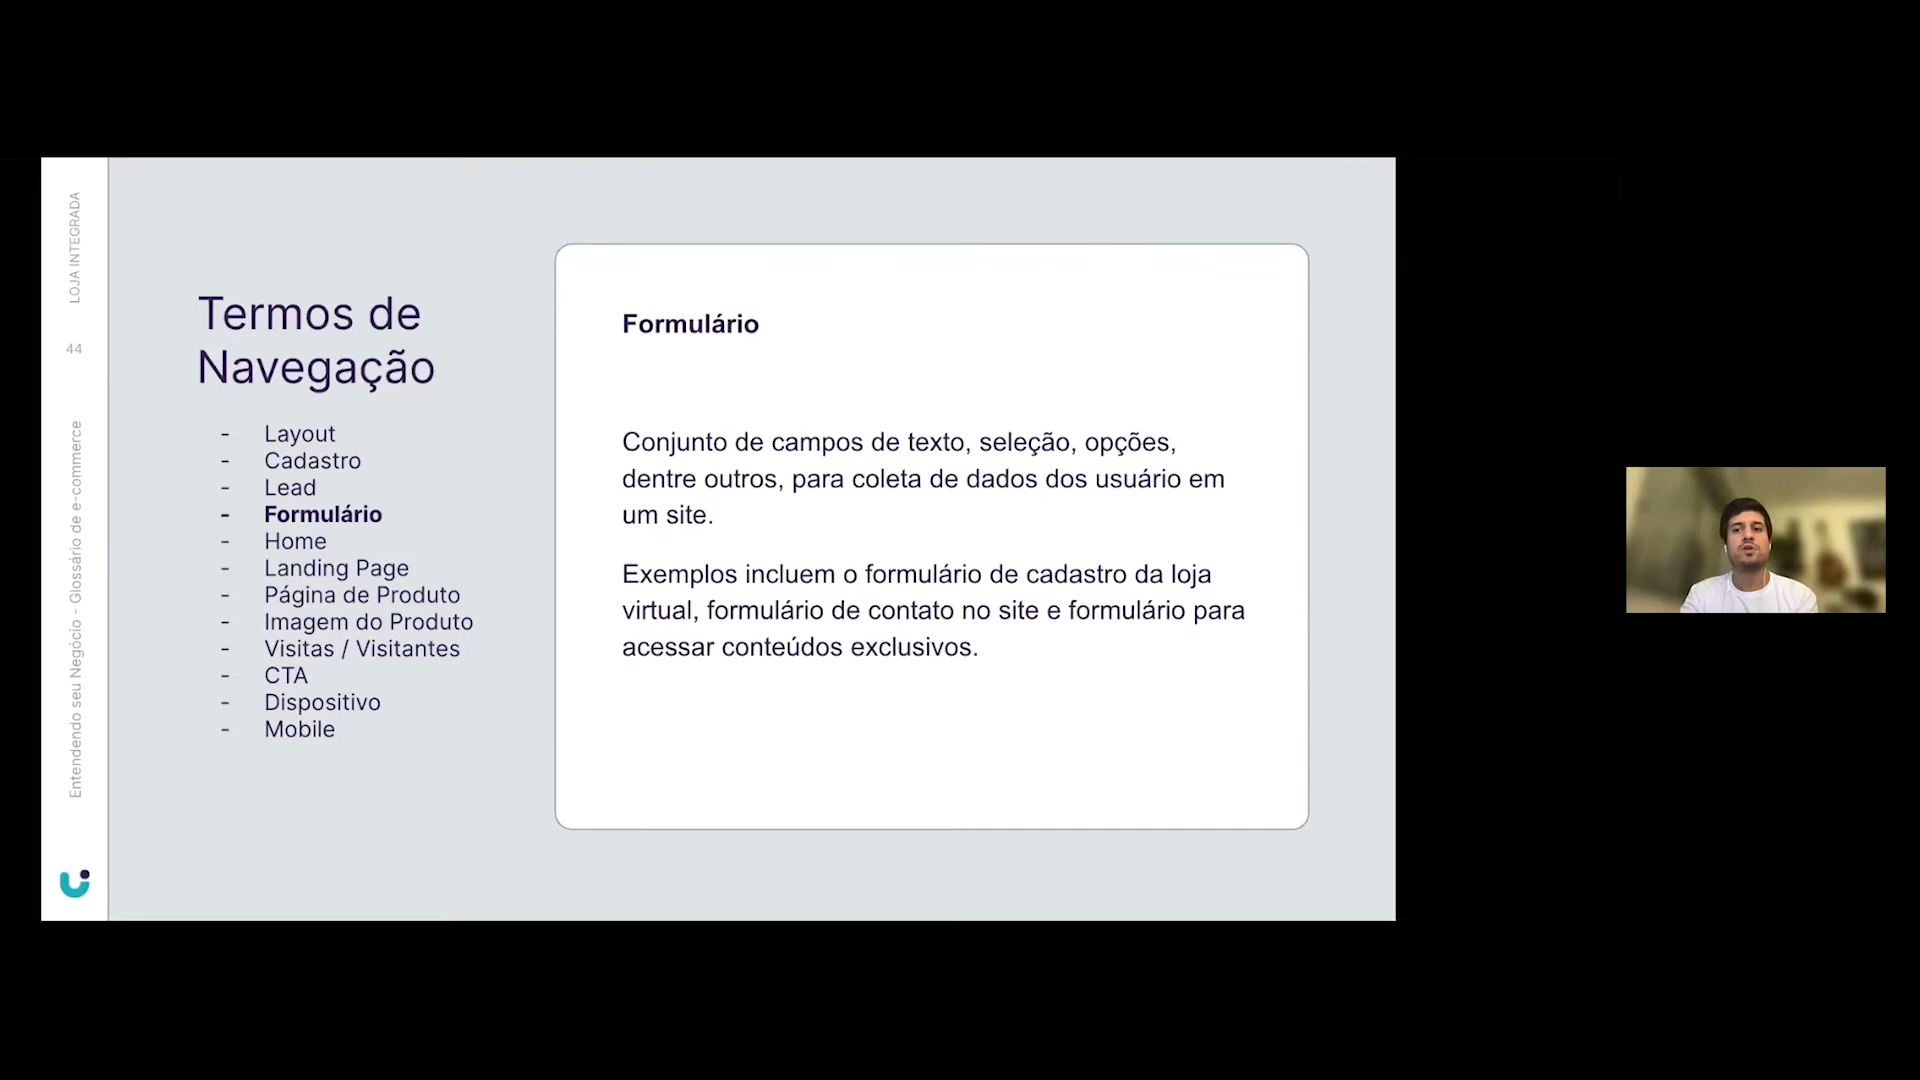 LOJA INTEGRADA
44
Entendendo seu Negócio - Glossário de e-commerce
Termos de
Navegação
- Layout
- Cadastro
- Lead
- Formulário
- Home
- Landing Page
- Página de Produto
- Imagem do Produto
- Visitas / Visitantes
- CTA
- Dispositivo
- Mobile
Formulário
Conjunto de campos de texto, seleção, opções,
dentre outros, para coleta de dados dos usuário em
um site.
Exemplos incluem o formulário de cadastro da loja
virtual, formulário de contato no site e formulário para
acessar conteúdos exclusivos.